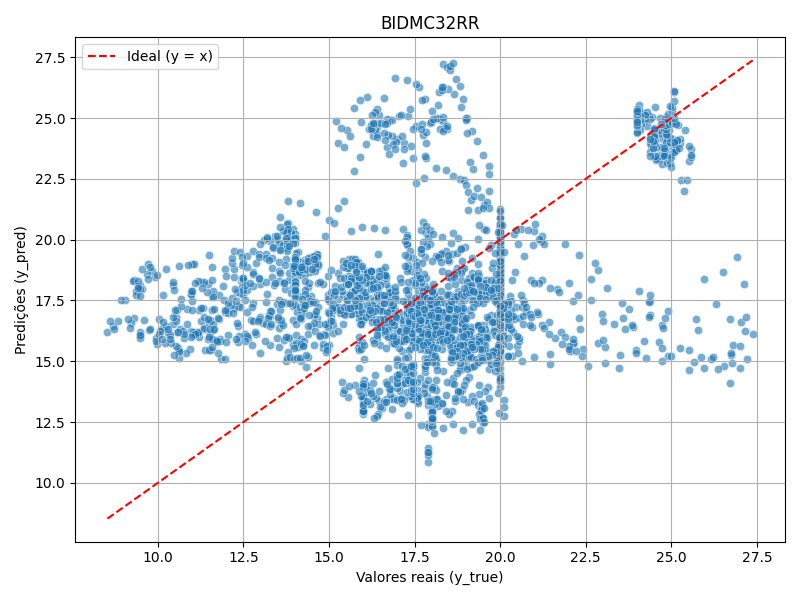 BIDMC32RR
Ideal (y = x)
27.5
25.0
22.5
20.0
17.5
15.0
12.5
10.0
Predições (y_pred)
10.0 12.5 15.0 17.5 20.0 22.5 25.0 27.5
Valores reais (y_true)